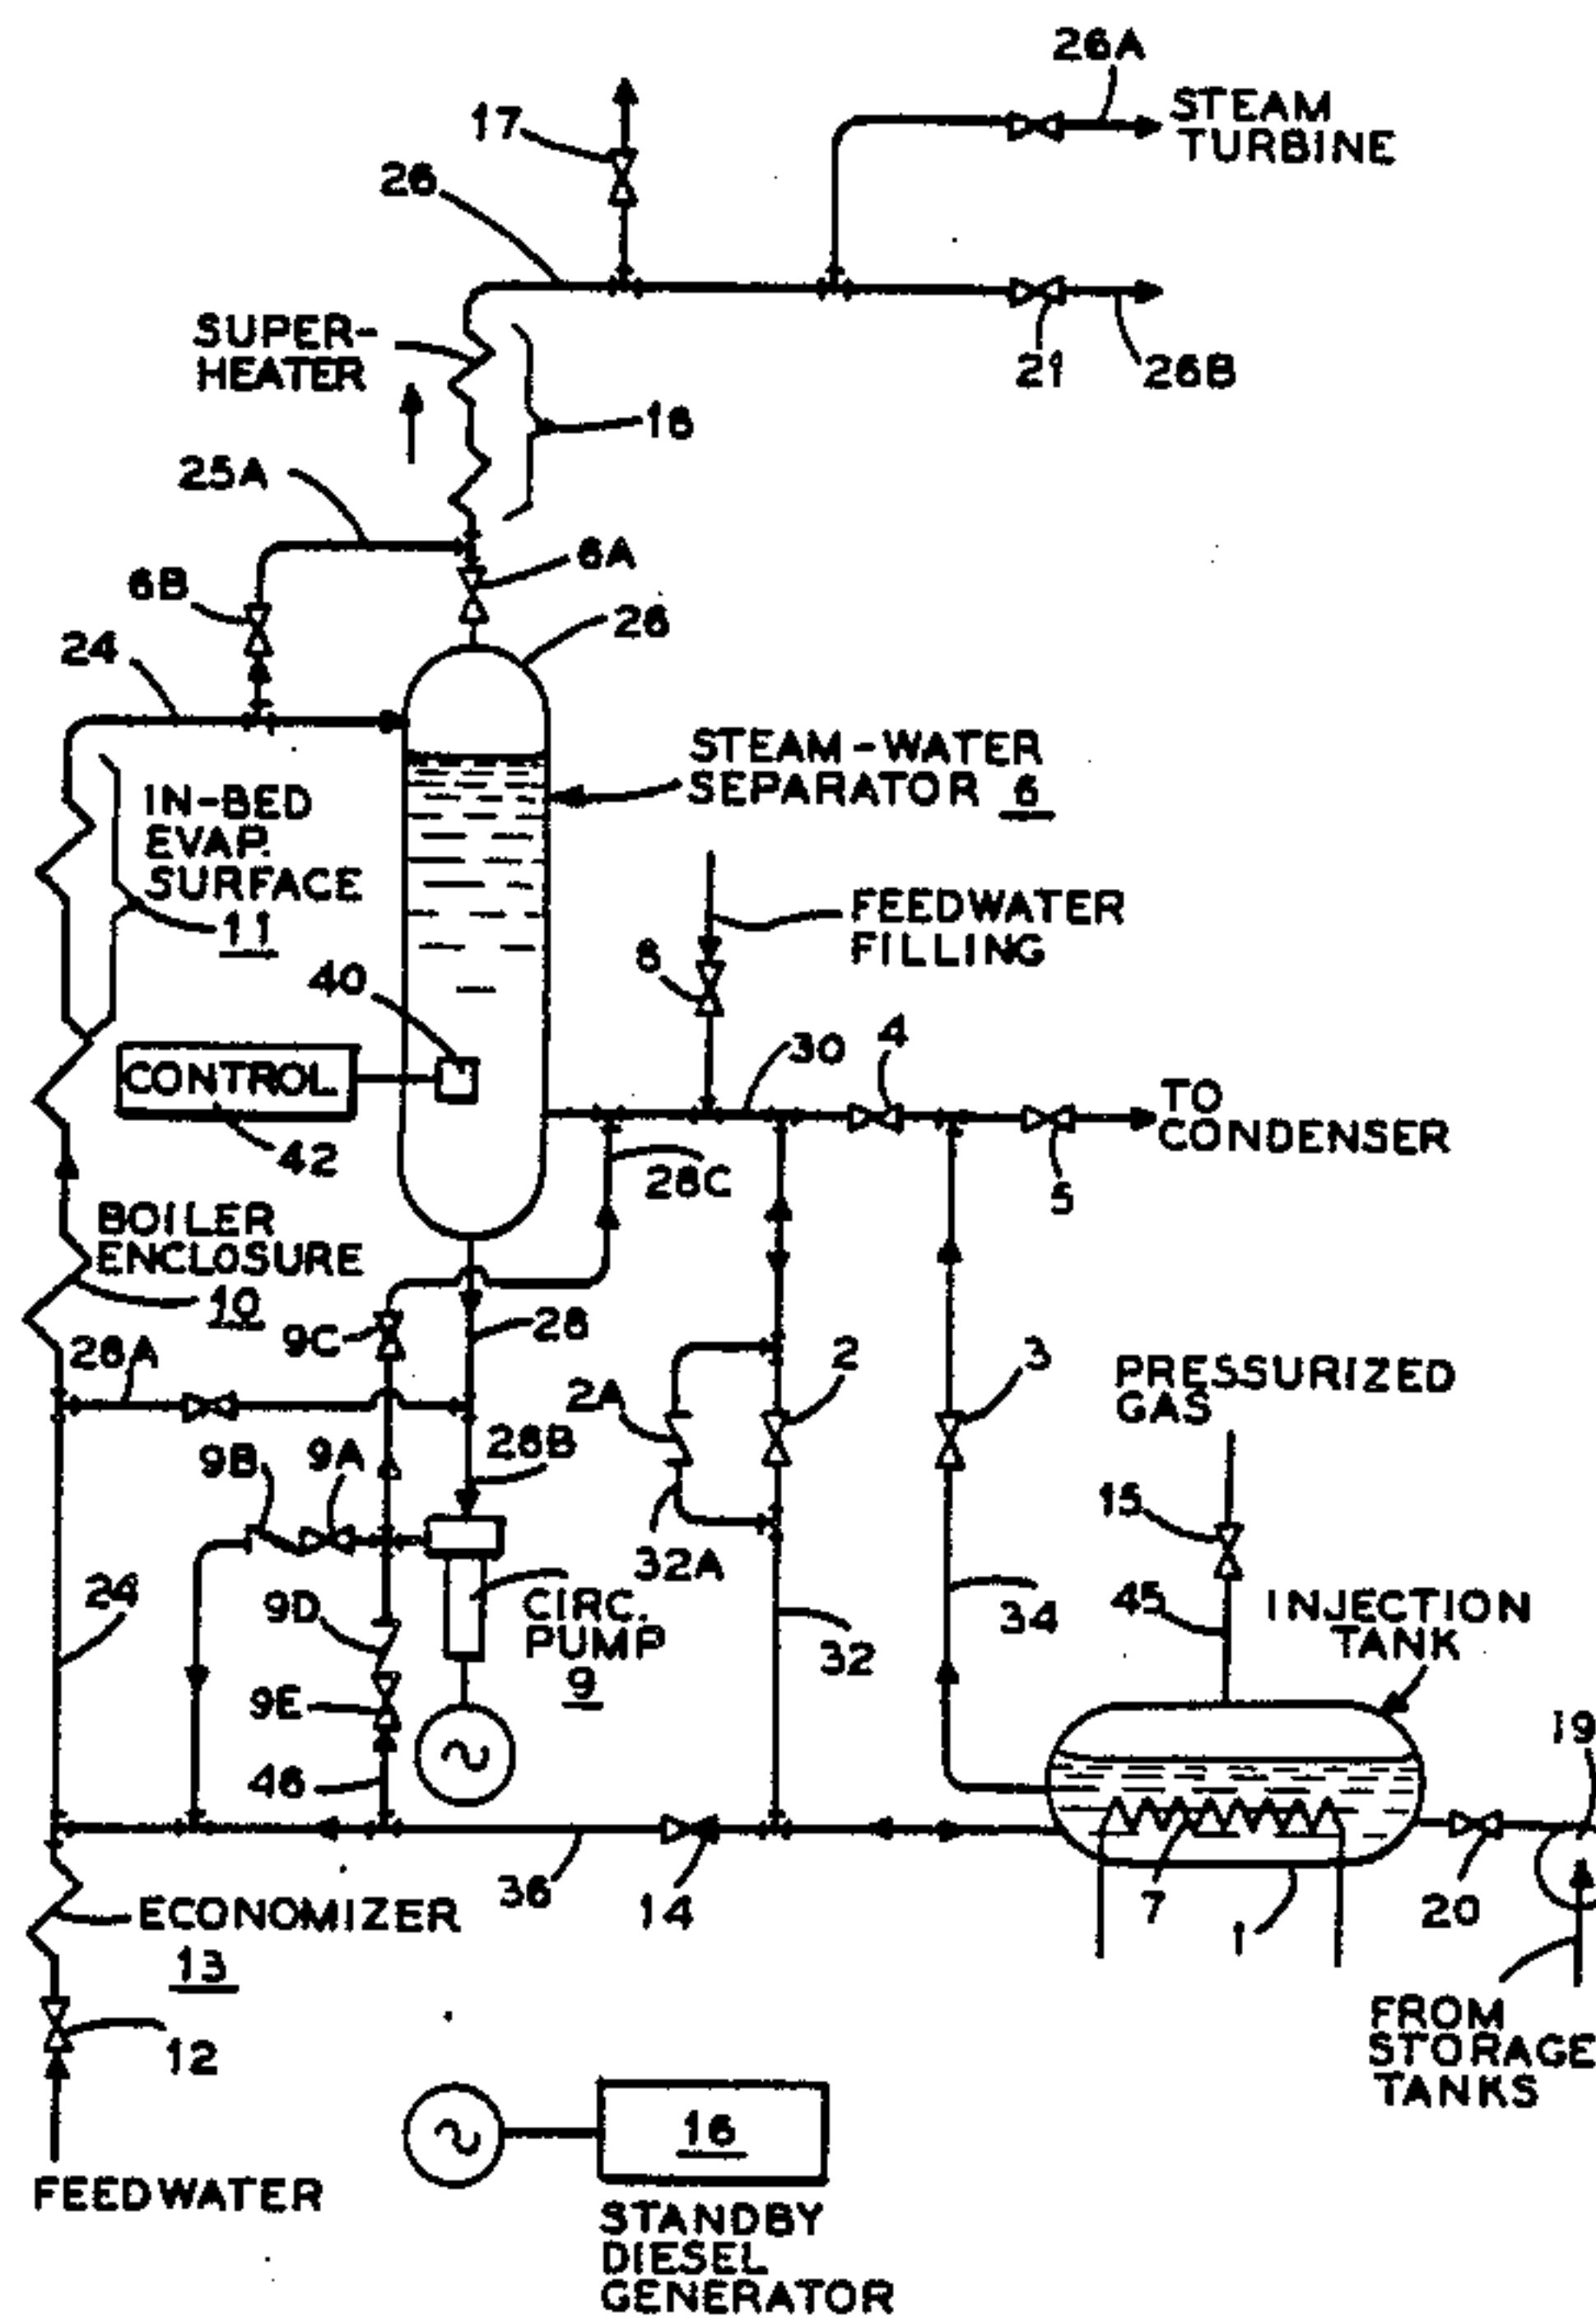 26A
STEAM
TURBINE
17
26
SUPER-
HEATER
21
26B
18
25A
6A
6B
26
24
STEAM-WATER
SEPARATOR 6
IN-BED
EVAP.
SURFACE
11
FEEDWATER
FILLING
8
40
30
4
CONTROL
TO
CONDENSER
42
28C
5
BOILER
ENCLOSURE
10
9C
28
28A
2A
2
3
PRESSURIZED
GAS
9B
9A
28B
15
32A
24
9D
CIRC.
PUMP
9
32
34
45
INJECTION
TANK
9E
46
19
36
14
7
1
20
ECONOMIZER
13
12
FROM
STORAGE
TANKS
16
FEEDWATER
STANDBY
DIESEL
GENERATOR